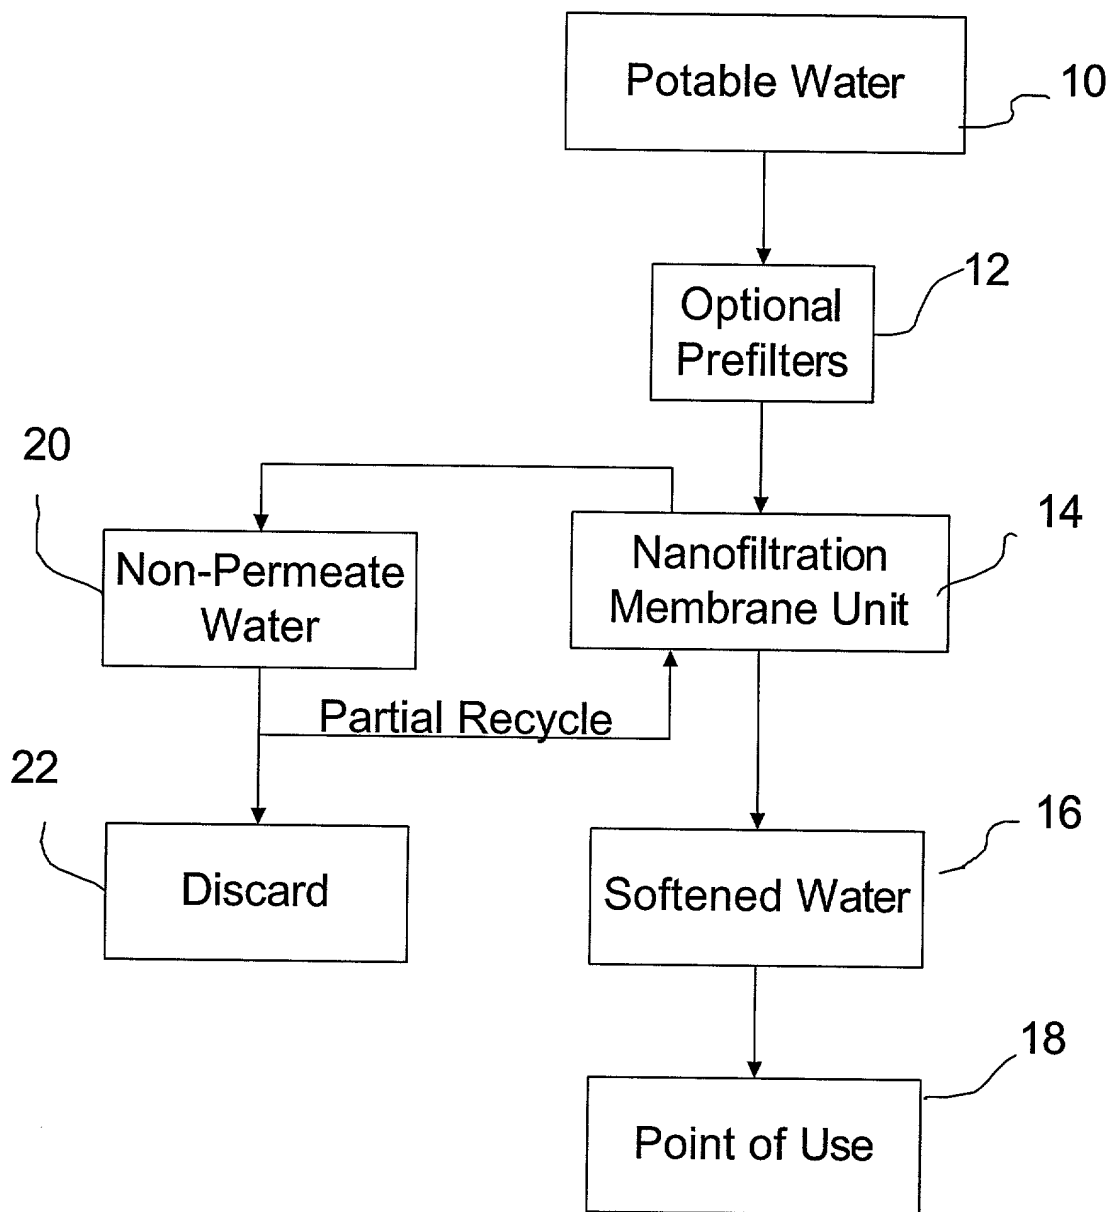 Potable Water
10
12
Optional
Prefilters
20
14
Nanofiltration
Membrane Unit
Non-Permeate
Water
Partial Recycle
22
16
Discard
Softened Water
18
Point of Use